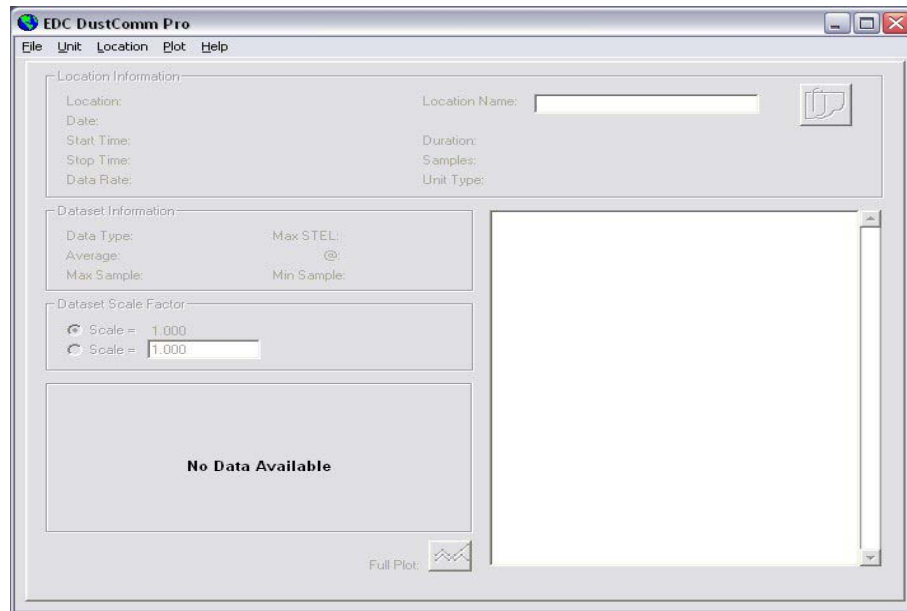 EDC DustComm Pro
File Unit Location Plot Help
Location Information
Location: Location Name:
Date:
Start Time: Duration:
Stop Time: Samples:
Data Rate: Unit Type:
Dataset Information
Data Type: Max STEL:
Average: @:
Max Sample: Min Sample:
Dataset Scale Factor
Scale = 1.000
Scale = 1.000
No Data Available
Full Plot: